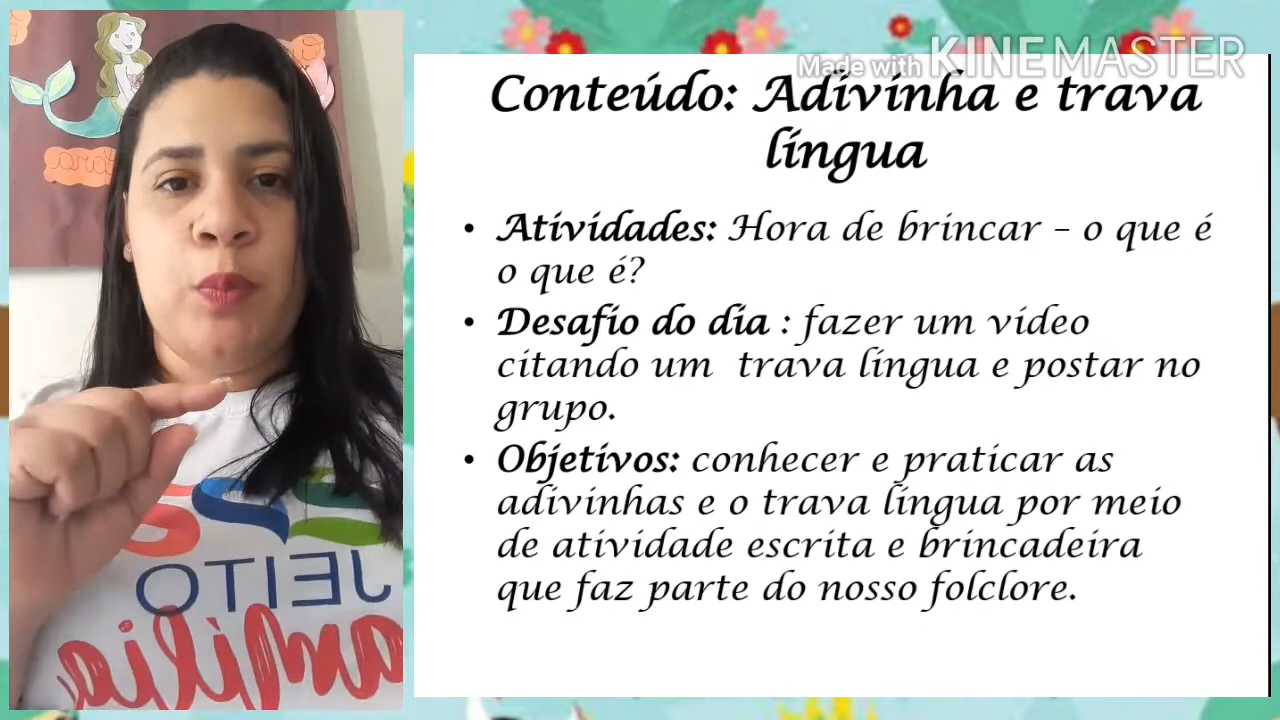 Made with KINEMASTER
Conteúdo: Adivinha e trava
língua
• Atividades: Hora de brincar – o que é
o que é?
• Desafio do dia : fazer um vídeo
citando um trava língua e postar no
grupo.
• Objetivos: conhecer e praticar as
adivinhas e o trava língua por meio
de atividade escrita e brincadeira
que faz parte do nosso folclore.
JEITO